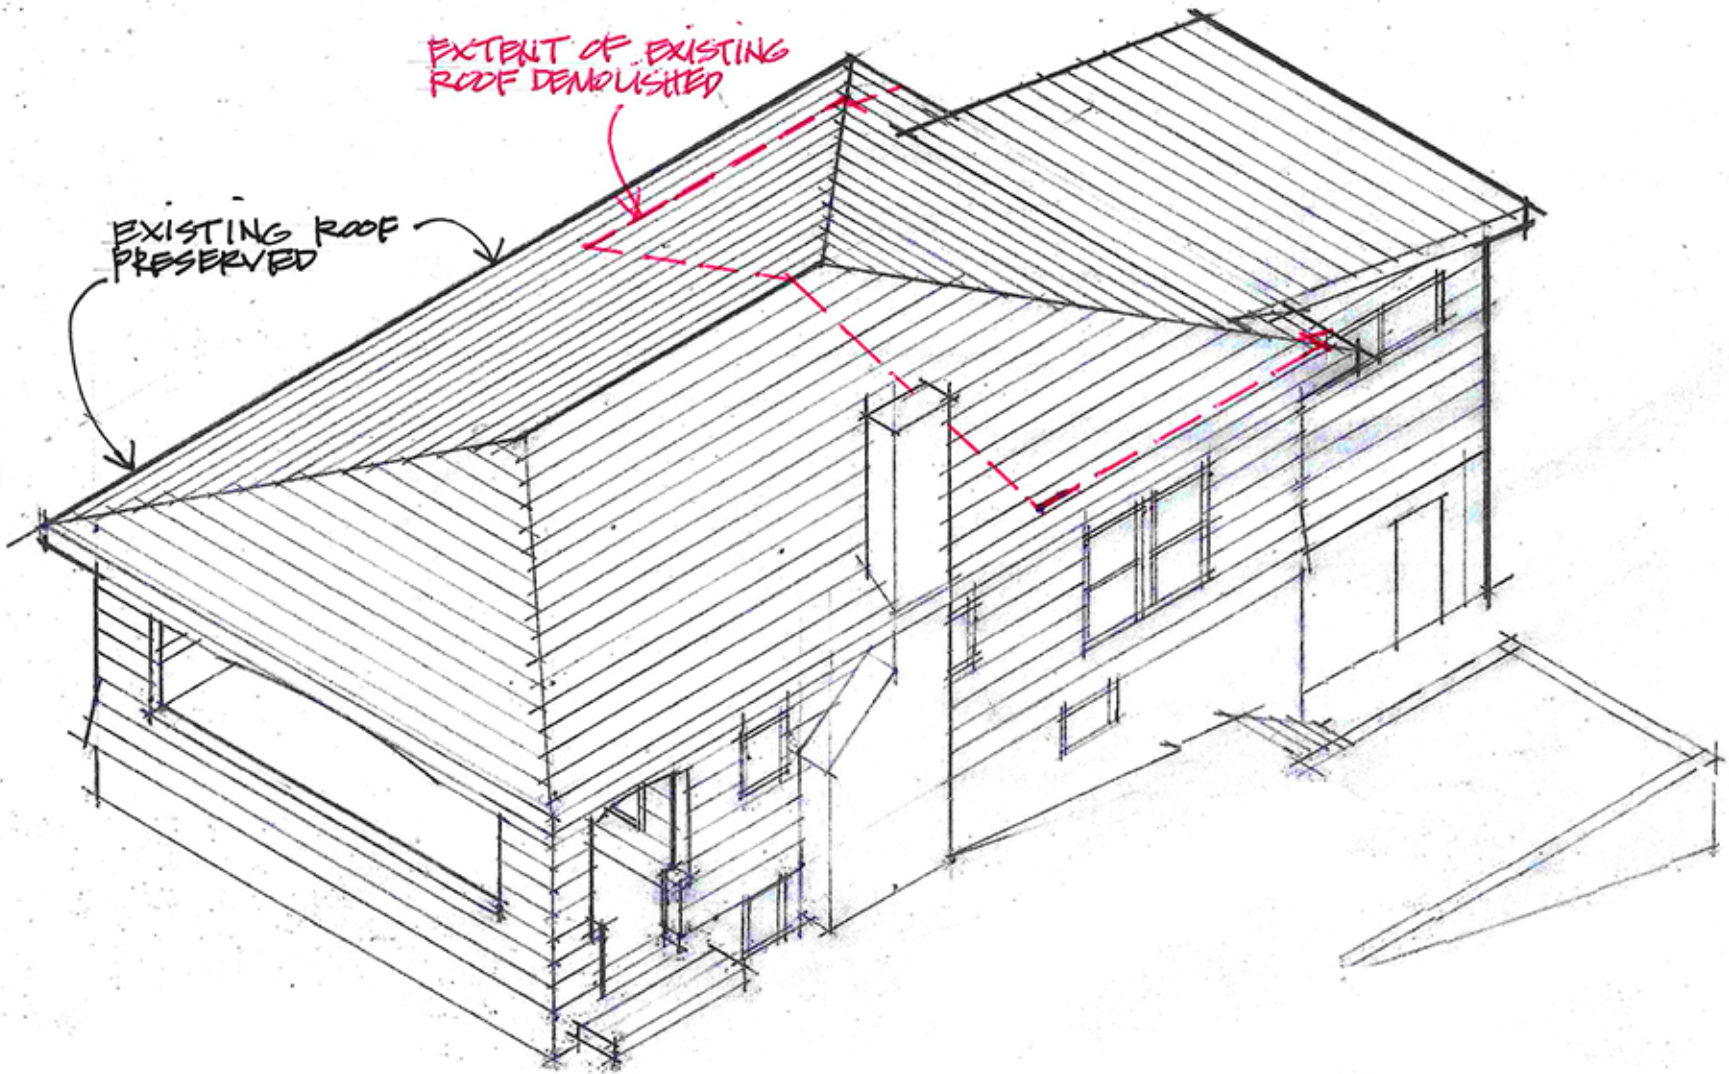 EXTENT OF EXISTING
ROOF DEMOLISHED
EXISTING ROOF
PRESERVED